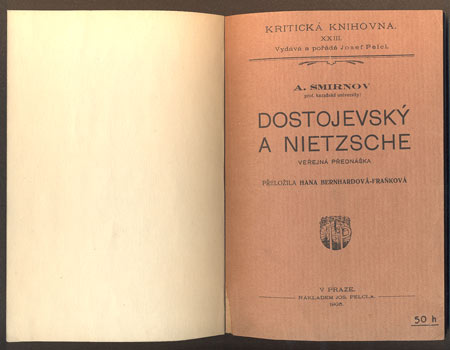 KRITICKÁ KNIHOVNA.
XXIII.
Vydává a pořádá Josef Pelcl.
A. SMIRNOV
prof. kazaňské university:
DOSTOJEVSKÝ
A NIETZSCHE
VEŘEJNÁ PŘEDNÁŠKA
PŘELOŽILA HANA BERNHARDOVÁ-FRAŇKOVÁ
V PRAZE.
NÁKLADEM JOS. PELCLA.
50 h